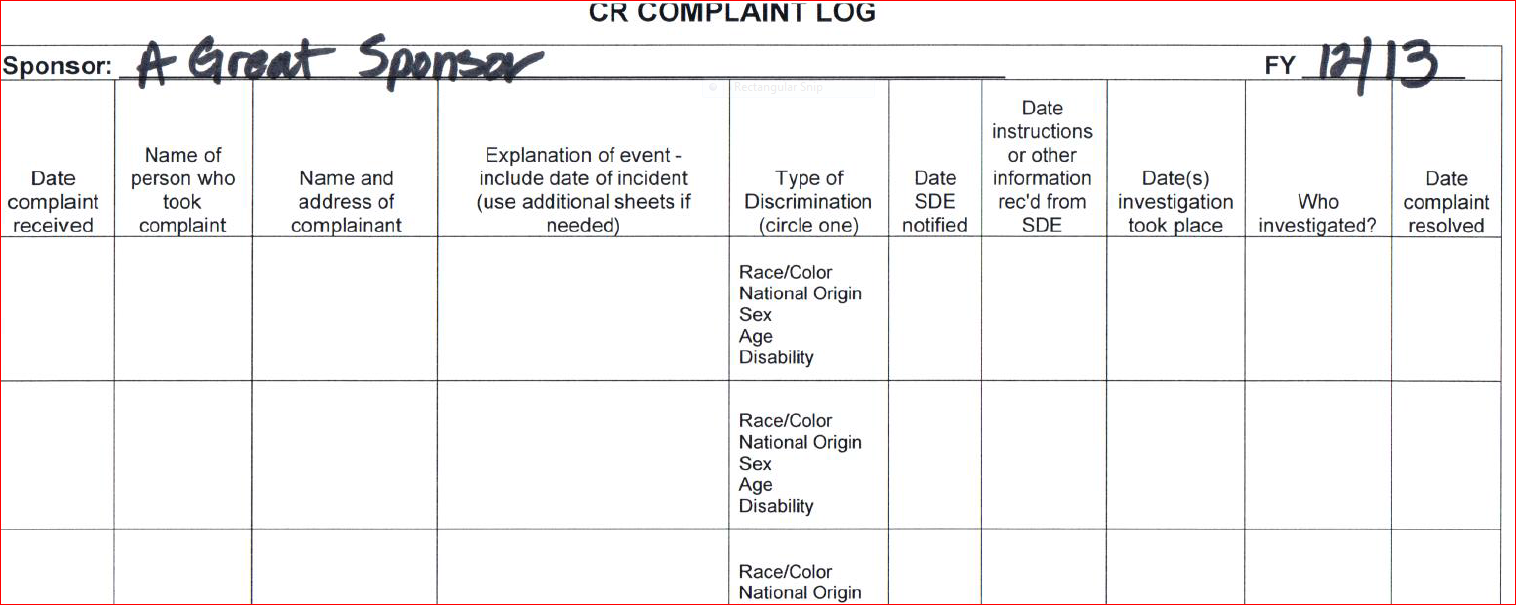 CR COMPLAINT LOG
Sponsor: A Great Sponsor FY 12/13
Rectangular Snip
Date
complaint
received
Name of
person who
took
complaint
Name and
address of
complainant
Explanation of event -
include date of incident
(use additional sheets if
needed)
Type of
Discrimination
(circle one)
Date
SDE
notified
Date
instructions
or other
information
rec'd from
SDE
Date(s)
investigation
took place
Who
investigated?
Date
complaint
resolved
Race/Color
National Origin
Sex
Age
Disability
Race/Color
National Origin
Sex
Age
Disability
Race/Color
National Origin